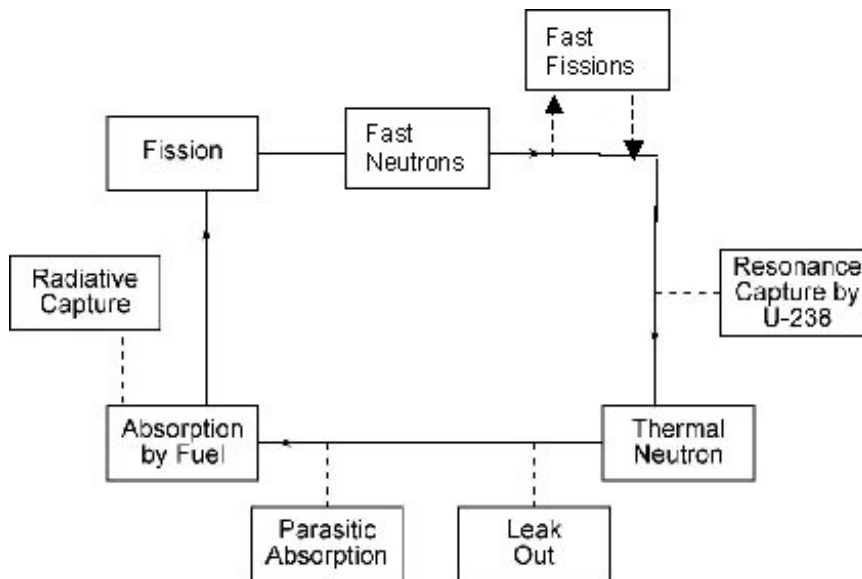 Fast
Fissions
Fission
Fast
Neutrons
Radiative
Capture
Resonance
Capture by
U-238
Absorption
by Fuel
Thermal
Neutron
Parasitic
Absorption
Leak
Out